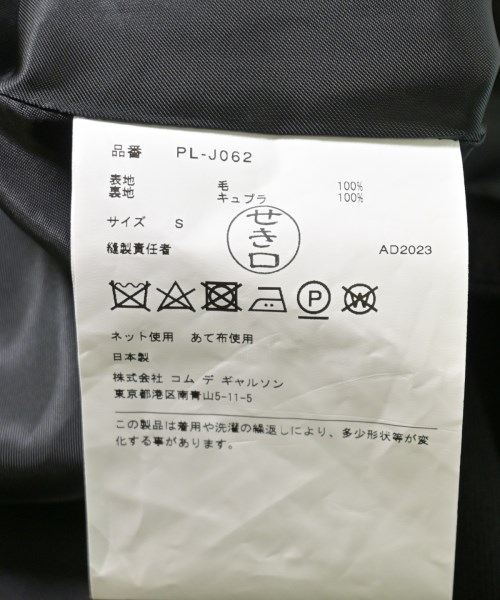 品番 PL-J062
表地 毛 100%
裏地 キュプラ 100%
サイズ S
せき口
縫製責任者 AD2023
P W
ネット使用 あて布使用
日本製
株式会社 コム デ ギャルソン
東京都港区南青山5-11-5
この製品は着用や洗濯の繰返しにより、多少形状等が変
化する事があります。